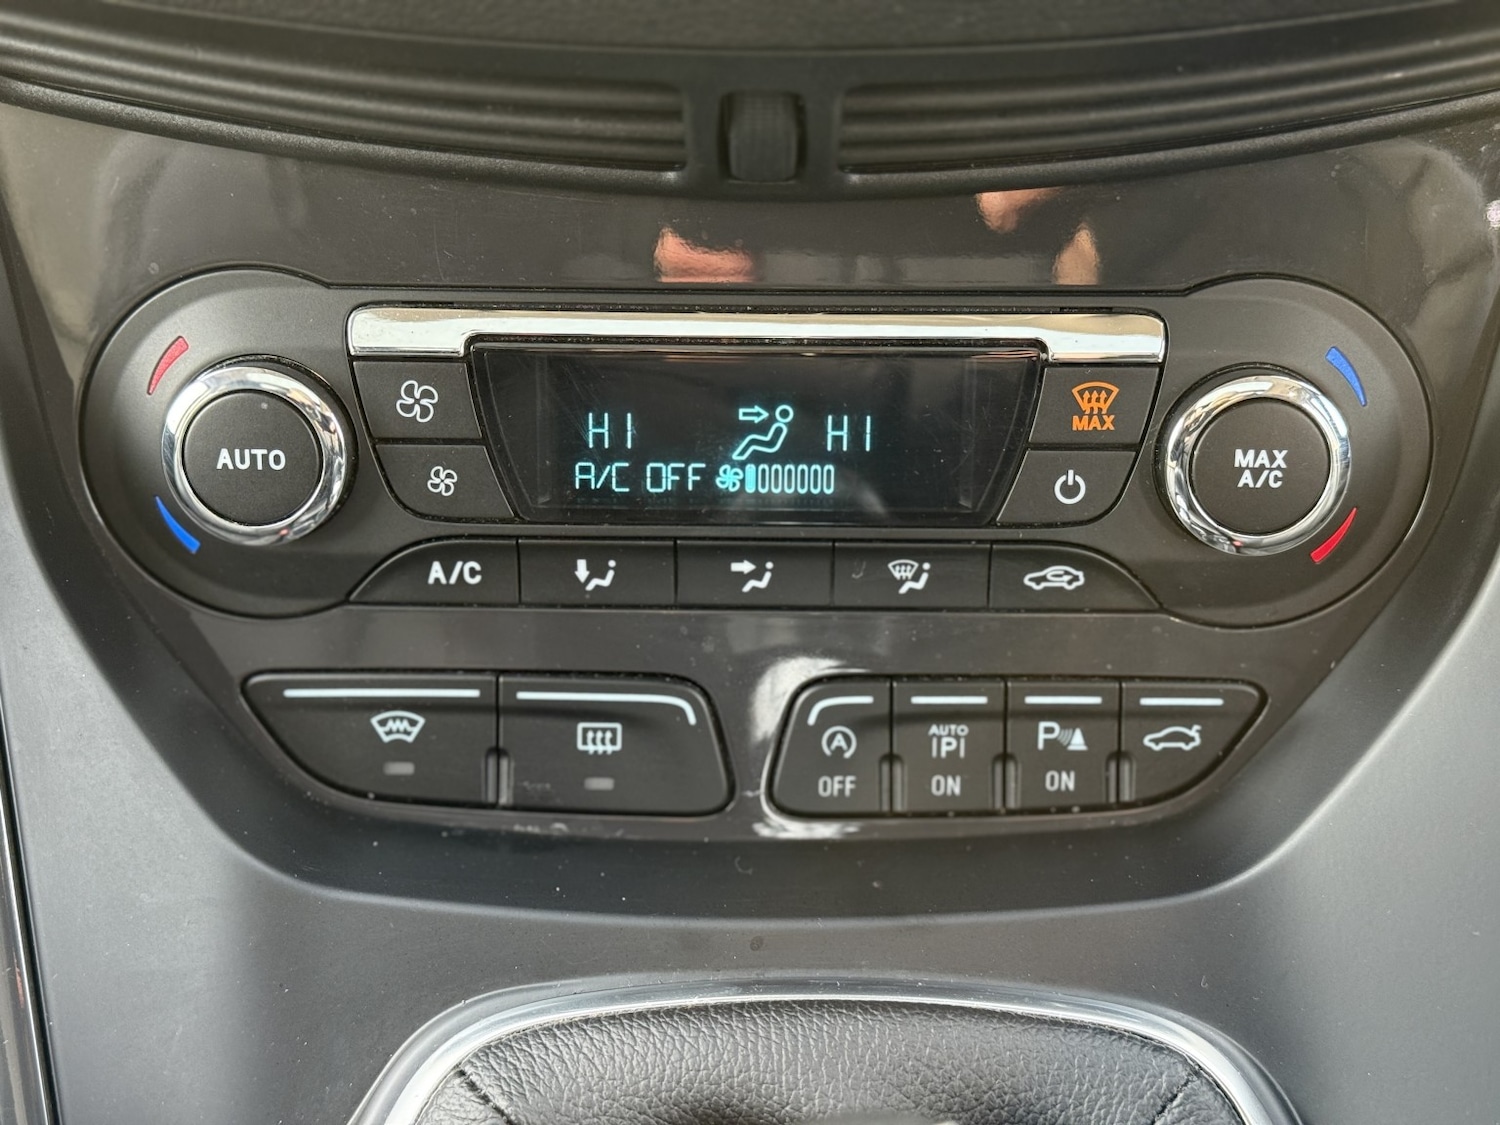 MAX
AUTO
HI HI
A/C OFF
MAX
A/C
A/C
A
OFF
AUTO
P
ON
P
ON